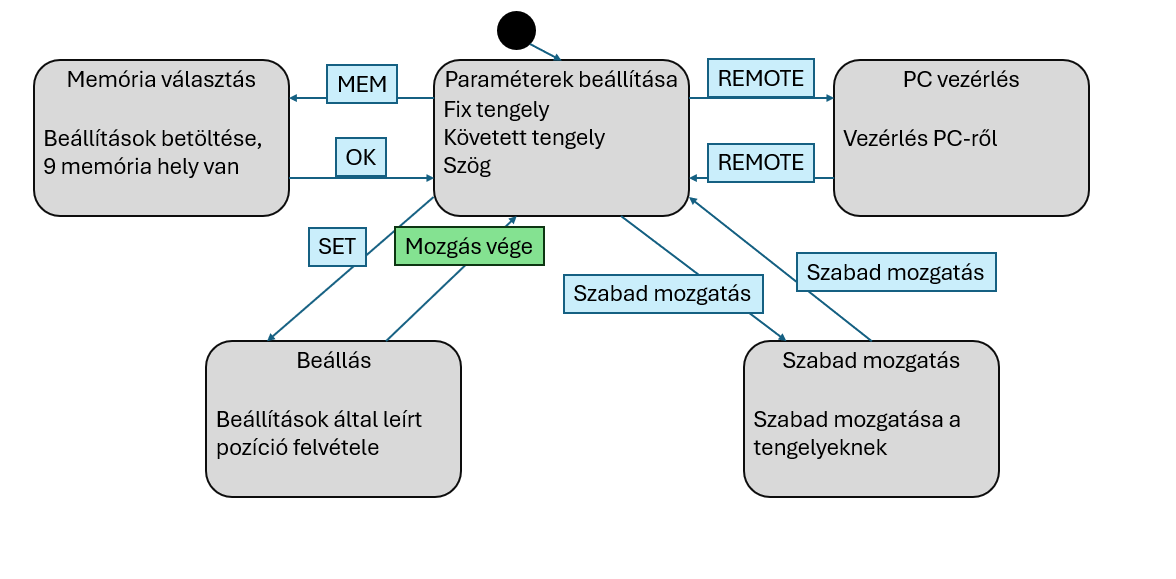 Memória választás
Beállítások betöltése,
9 memória hely van
MEM
OK
Paraméterek beállítása
Fix tengely
Követett tengely
Szög
REMOTE
REMOTE
PC vezérlés
Vezérlés PC-ről
SET
Mozgás vége
Szabad mozgatás
Szabad mozgatás
Beállás
Beállítások által leírt
pozíció felvétele
Szabad mozgatás
Szabad mozgatása a
tengelyeknek